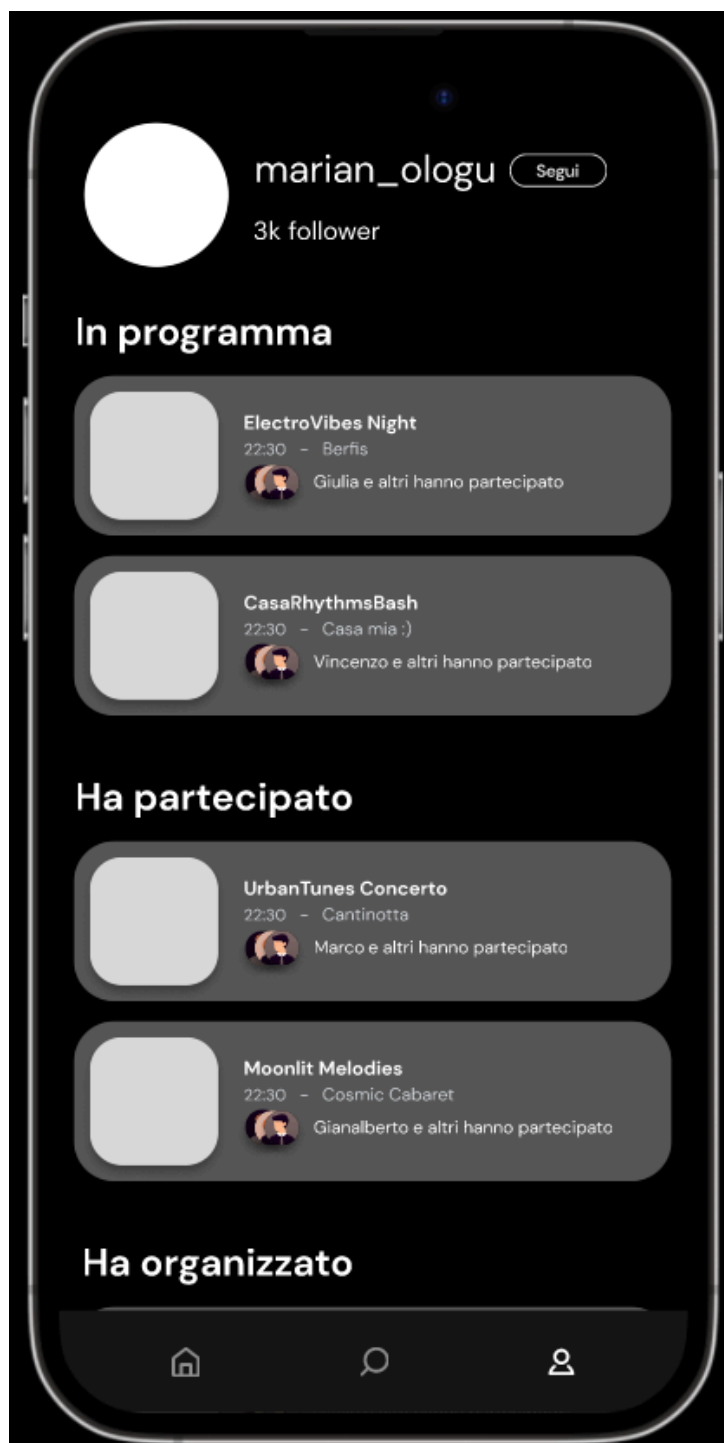 marian_ologu Segui
3k follower
In programma
ElectroVibes Night
22:30 - Berfis
Giulia e altri hanno partecipato
CasaRhythmsBash
22:30 - Casa mia :)
Vincenzo e altri hanno partecipato
Ha partecipato
UrbanTunes Concerto
22:30 - Cantinotta
Marco e altri hanno partecipato
Moonlit Melodies
22:30 - Cosmic Cabaret
Gianalberto e altri hanno partecipato
Ha organizzato